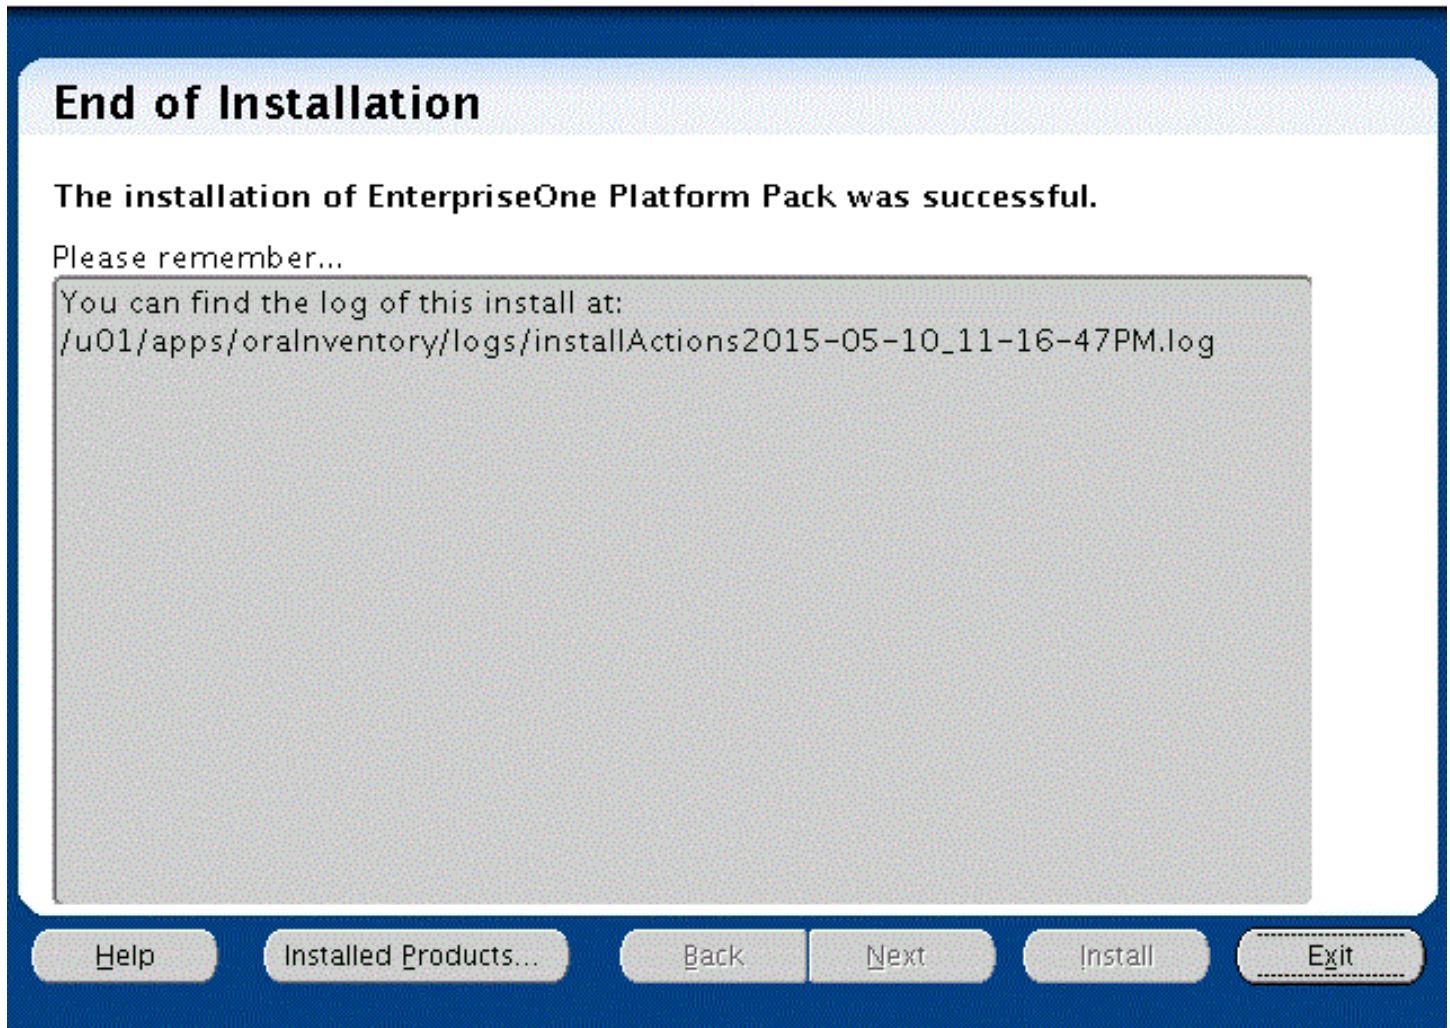 End of Installation
The installation of EnterpriseOne Platform Pack was successful.
Please remember...
You can find the log of this install at:
/u01/apps/oraInventory/logs/installActions2015-05-10_11-16-47PM.log
Help
Installed Products...
Back
Next
Install
Exit